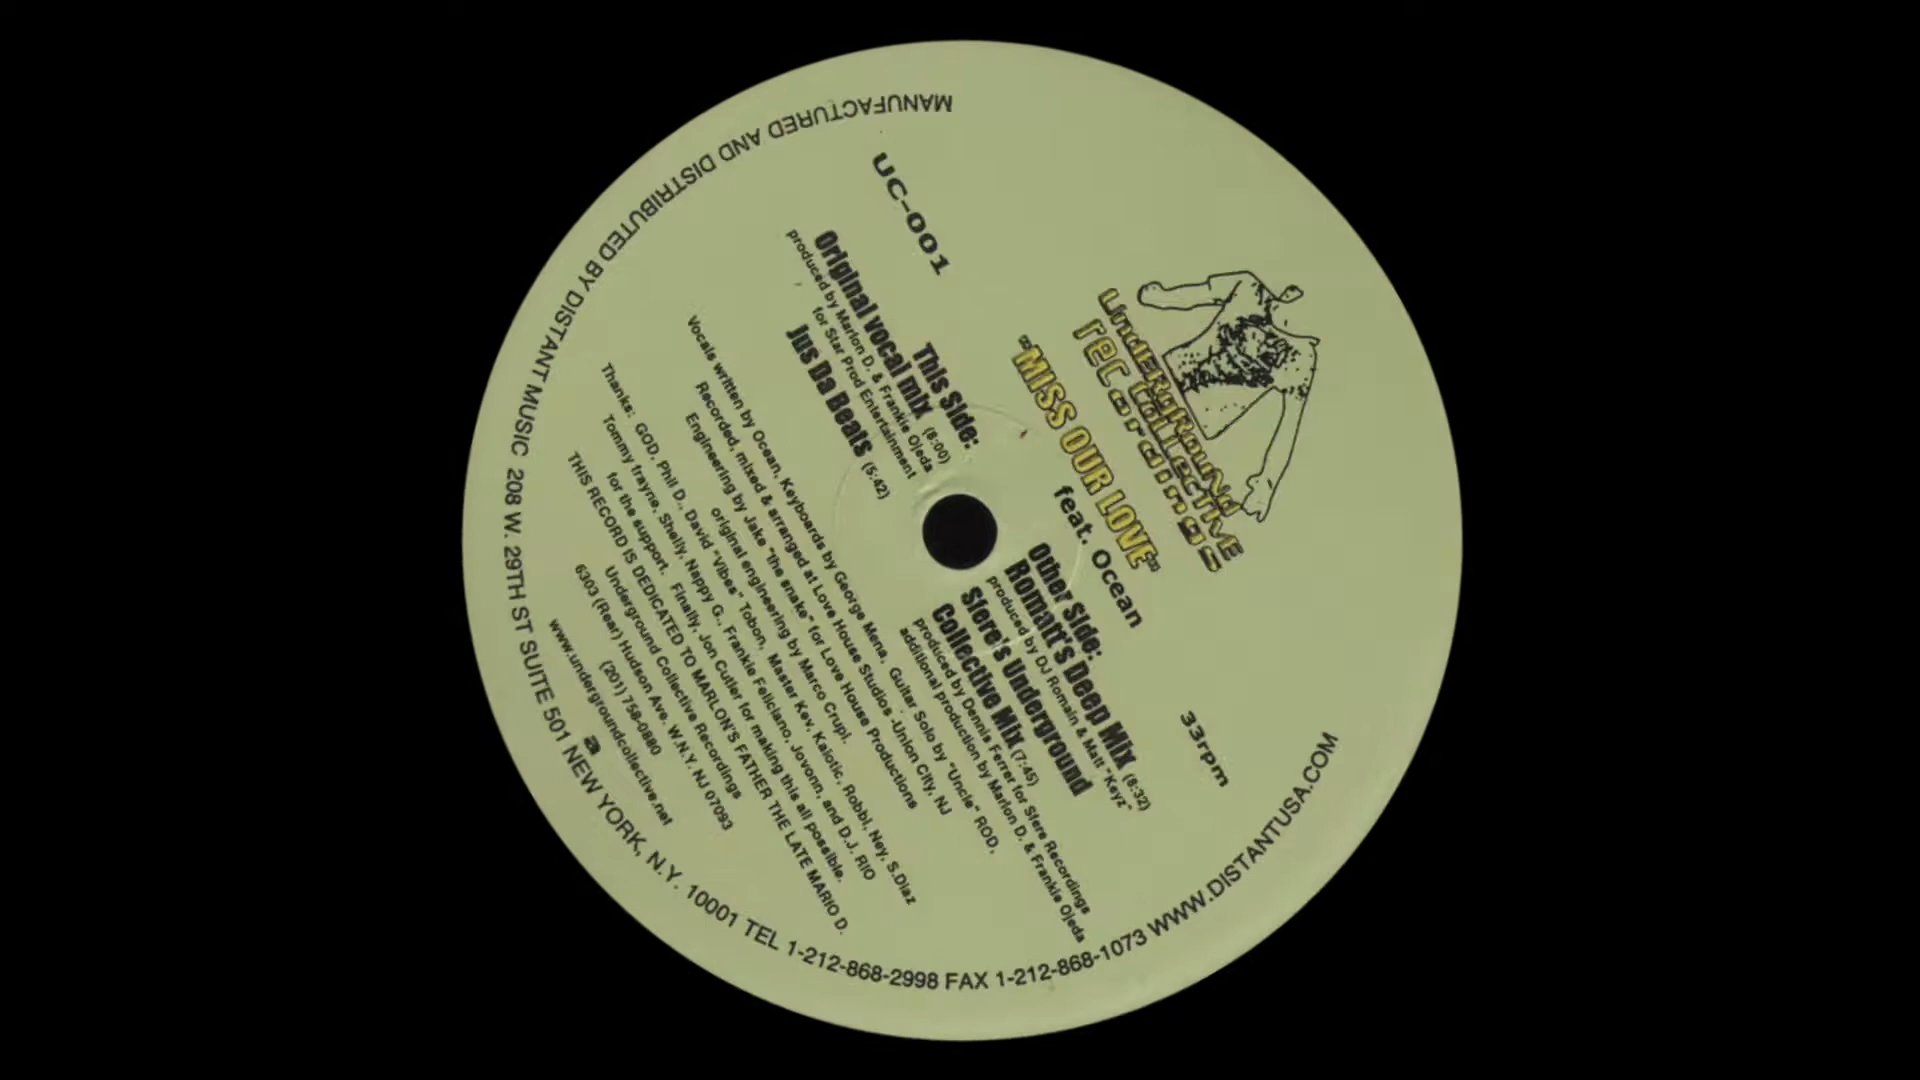 UndERgRounD
CollEcTIVE
recordings
"MISS OUR LOVE"
feat. Ocean
UC-001
33rpm
This Side:
Original vocal mix (8:00)
produced by Marlon D. & Frankie Ojeda
for Star Prod Entertainment
Jus Da Beats (5:42)
Other Side:
Romatt's Deep Mix (8:32)
produced by DJ Romain & Matt "Keyz"
Sfere's Underground
Collective Mix (7:45)
produced by Dennis Ferrer for Sfere Recordings
additional production by Marlon D. & Frankie Ojeda
Vocals written by Ocean, Keyboards by George Mena, Guitar Solo by "Uncle" ROD.
Recorded, mixed & arranged at Love House Studios -Union City, NJ
Engineering by Jake "the snake" for Love House Productions
original engineering by Marco Crupi.
Thanks: GOD, Phil D., David "Vibes" Tobon, Master Kev, Kaiotic, Robbi, Ney, S.Diaz
Tommy frayne, Shelly, Nappy G., Frankie Feliciano, Jovonn, and D.J. RIO
for the support. Finally, Jon Cutler for making this all possible.
THIS RECORD IS DEDICATED TO MARLON'S FATHER THE LATE MARIO D.
Underground Collective Recordings
6303 (Rear) Hudson Ave. W.N.Y. NJ 07093
(201) 758-0880
www.undergroundcollective.net
a
MANUFACTURED AND DISTRIBUTED BY DISTANT MUSIC 208 W. 29TH ST SUITE 501 NEW YORK, N.Y. 10001 TEL 1-212-868-2998 FAX 1-212-868-1073 WWW.DISTANTUSA.COM